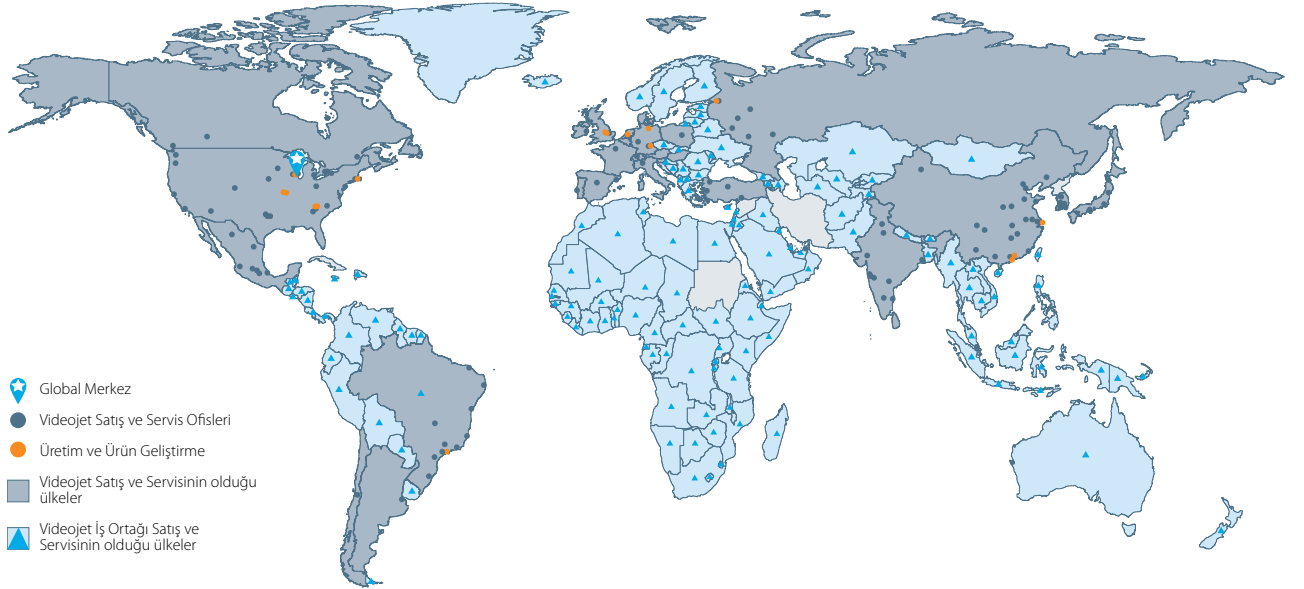 Global Merkez
Videojet Satış ve Servis Ofisleri
Üretim ve Ürün Geliştirme
Videojet Satış ve Servisinin olduğu
ülkeler
Videojet İş Ortağı Satış ve
Servisinin olduğu ülkeler